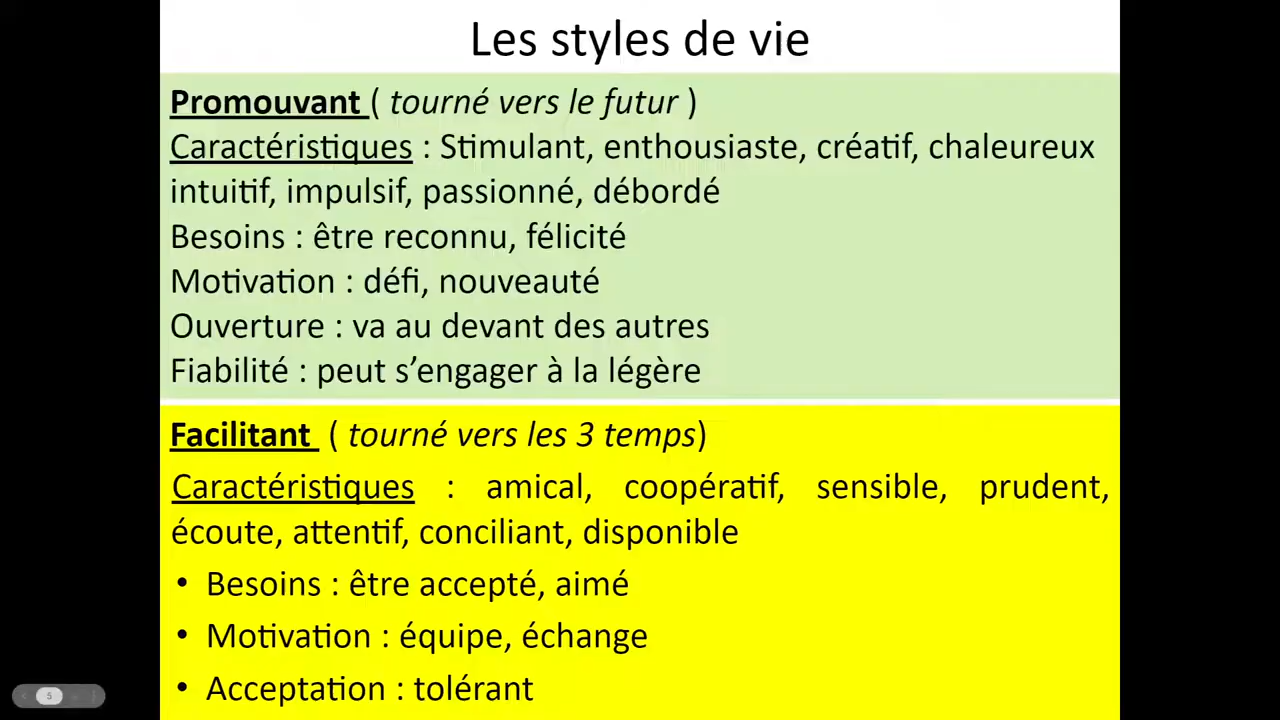 Les styles de vie
Promouvant ( tourné vers le futur )
Caractéristiques : Stimulant, enthousiaste, créatif, chaleureux
intuitif, impulsif, passionné, débordé
Besoins : être reconnu, félicité
Motivation : défi, nouveauté
Ouverture : va au devant des autres
Fiabilité : peut s’engager à la légère
Facilitant ( tourné vers les 3 temps)
Caractéristiques : amical, coopératif, sensible, prudent,
écoute, attentif, conciliant, disponible
• Besoins : être accepté, aimé
• Motivation : équipe, échange
• Acceptation : tolérant
5